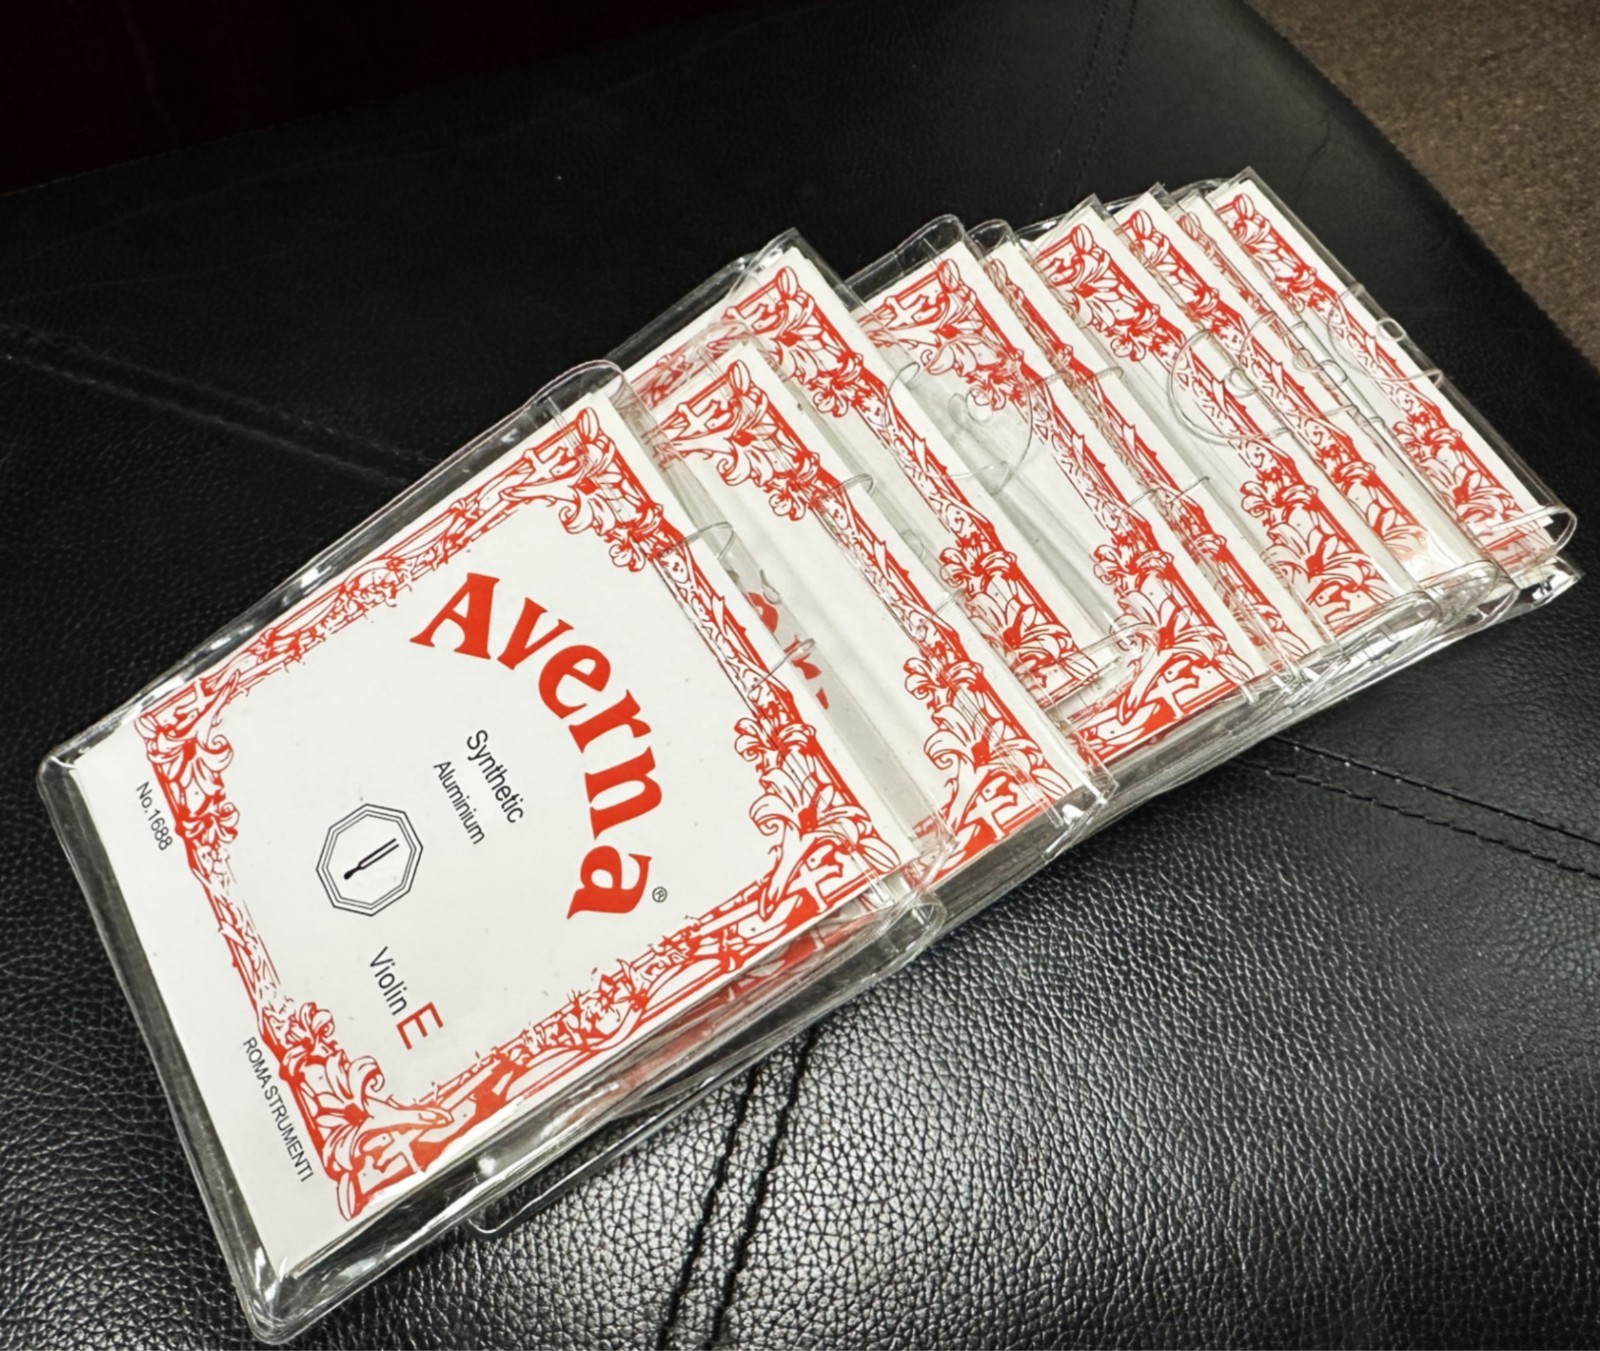 Averna®
Synthetic
Aluminium
Violin E
No.1688
ROMA STRUMENTI